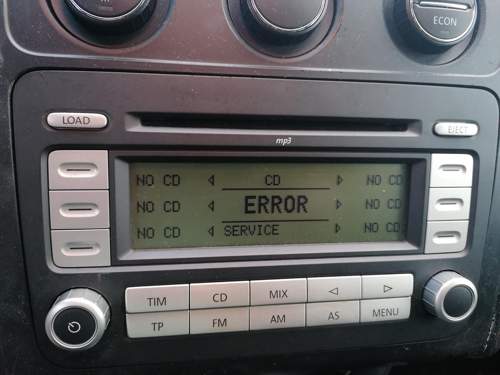 ECON
LOAD
EJECT
mp3
NO CD CD NO CD
NO CD ERROR NO CD
NO CD SERVICE NO CD
TIM CD MIX
TP FM AM AS MENU